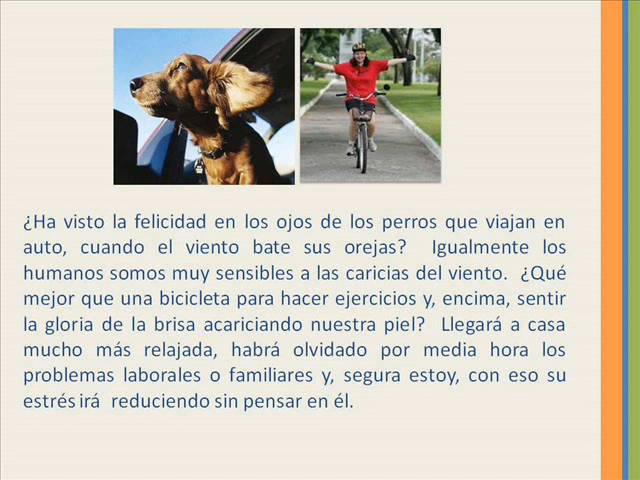 ¿Ha visto la felicidad en los ojos de los perros que viajan en
auto, cuando el viento bate sus orejas? Igualmente los
humanos somos muy sensibles a las caricias del viento. ¿Qué
mejor que una bicicleta para hacer ejercicios y, encima, sentir
la gloria de la brisa acariciando nuestra piel? Llegará a casa
mucho más relajada, habrá olvidado por media hora los
problemas laborales o familiares y, segura estoy, con eso su
estrés irá reduciendo sin pensar en él.